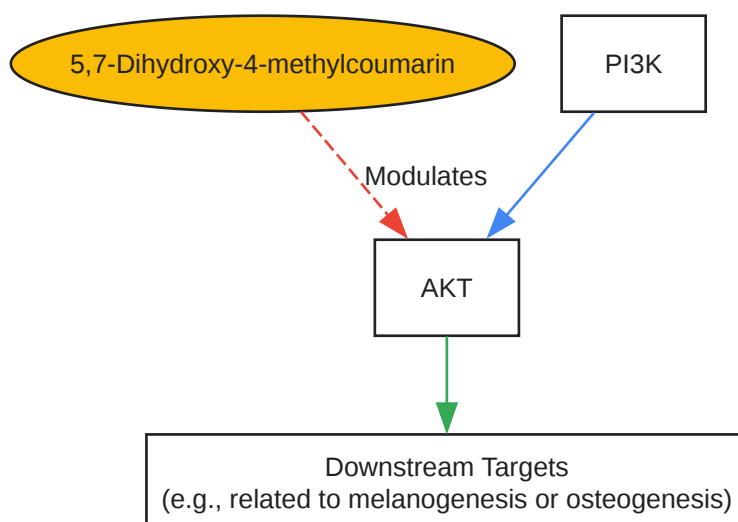 5,7-Dihydroxy-4-methylcoumarin
PI3K
Modulates
AKT
Downstream Targets
(e.g., related to melanogenesis or osteogenesis)